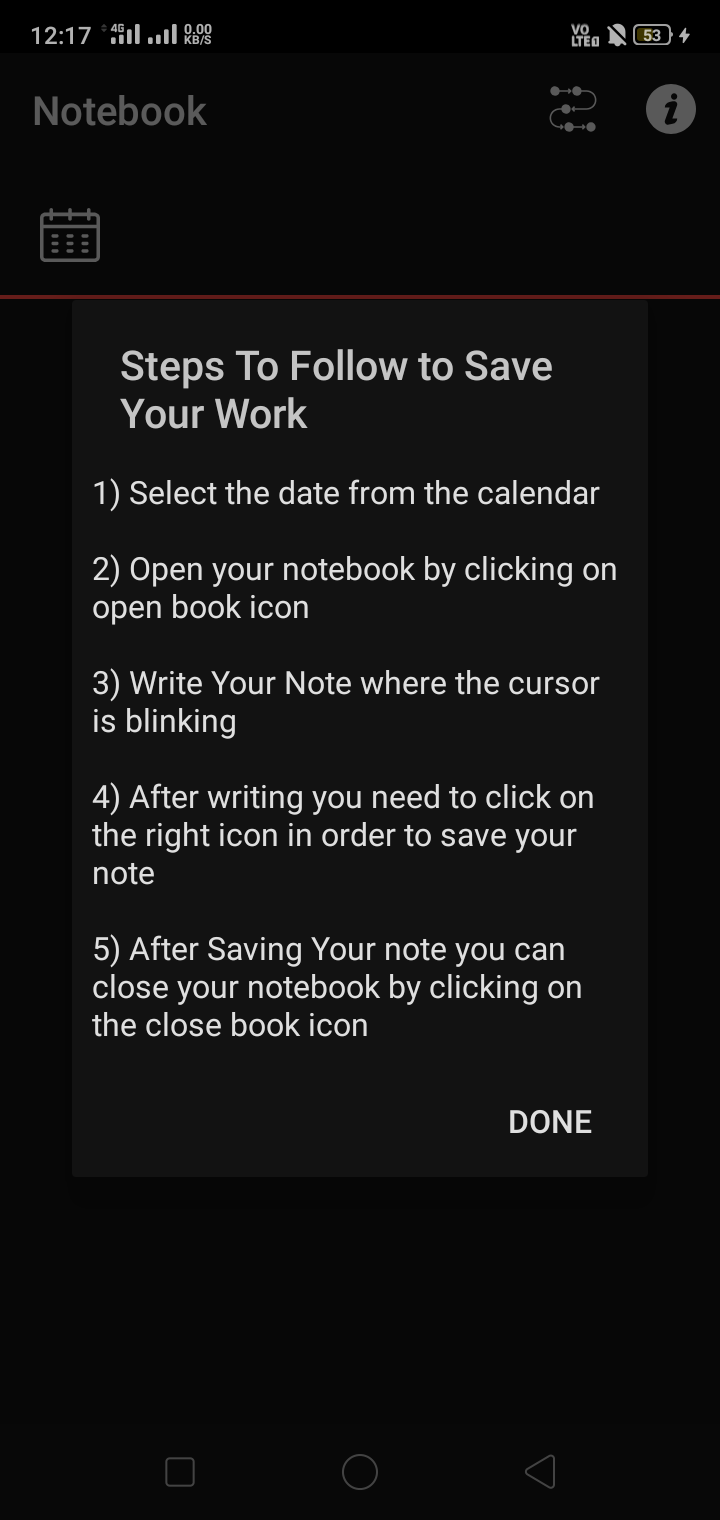 12:17 4G 0.00 KB/S VO LTE1 53
Notebook
Steps To Follow to Save
Your Work
1) Select the date from the calendar
2) Open your notebook by clicking on
open book icon
3) Write Your Note where the cursor
is blinking
4) After writing you need to click on
the right icon in order to save your
note
5) After Saving Your note you can
close your notebook by clicking on
the close book icon
DONE